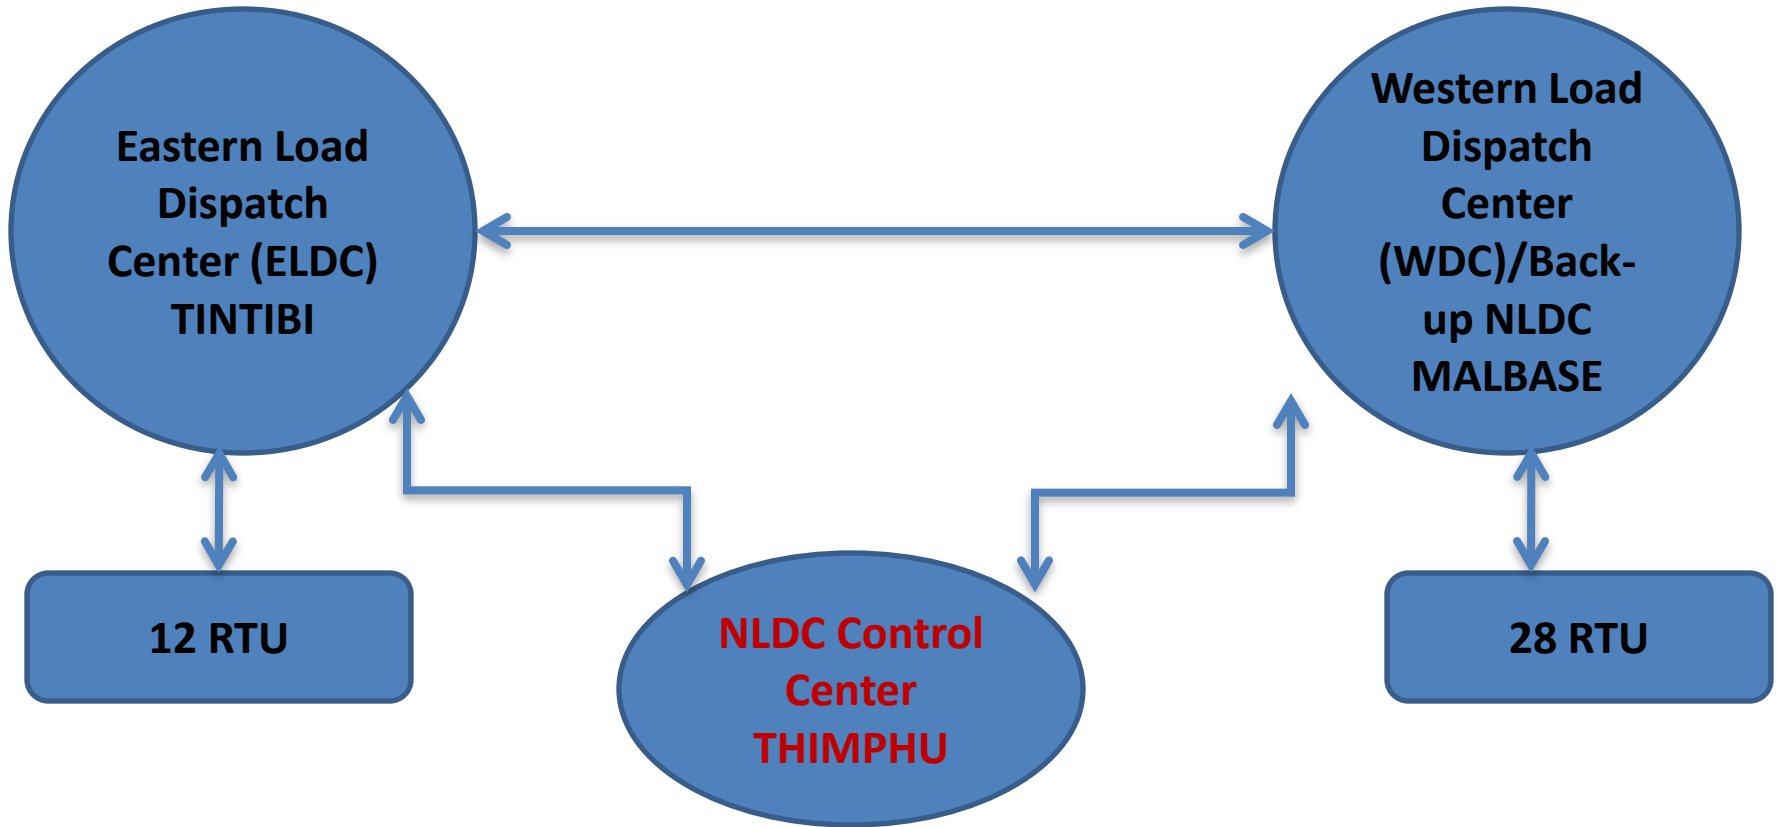 Eastern Load
Dispatch
Center (ELDC)
TINTIBI
Western Load
Dispatch
Center
(WDC)/Back-
up NLDC
MALBASE
12 RTU
NLDC Control
Center
THIMPHU
28 RTU